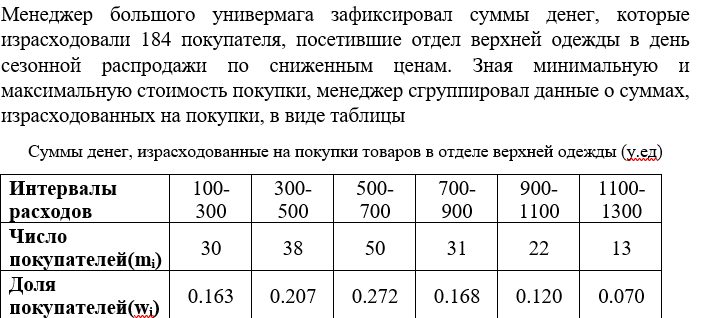 Менеджер большого универмага зафиксировал суммы денег, которые
израсходовали 184 покупателя, посетившие отдел верхней одежды в день
сезонной распродажи по сниженным ценам. Зная минимальную и
максимальную стоимость покупки, менеджер сгруппировал данные о суммах,
израсходованных на покупки, в виде таблицы
Суммы денег, израсходованные на покупки товаров в отделе верхней одежды (у.ед)
Интервалы расходов 100-300 300-500 500-700 700-900 900-1100 1100-1300
Число покупателей(mi) 30 38 50 31 22 13
Доля покупателей(wi) 0.163 0.207 0.272 0.168 0.120 0.070